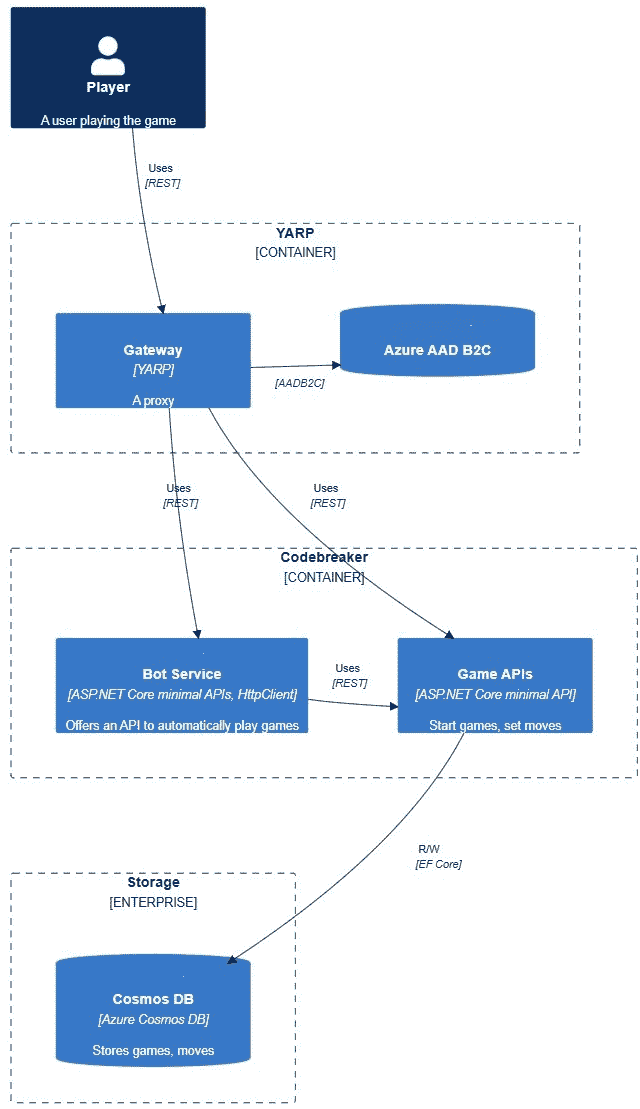 Player
A user playing the game
Uses
[REST]
YARP
[CONTAINER]
Gateway
[YARP]
A proxy
Azure AAD B2C
[AADB2C]
Uses
[REST]
Uses
[REST]
Codebreaker
[CONTAINER]
Bot Service
[ASP.NET Core minimal APIs, HttpClient]
Offers an API to automatically play games
Uses
[REST]
Game APIs
[ASP.NET Core minimal API]
Start games, set moves
R/W
[EF Core]
Storage
[ENTERPRISE]
Cosmos DB
[Azure Cosmos DB]
Stores games, moves